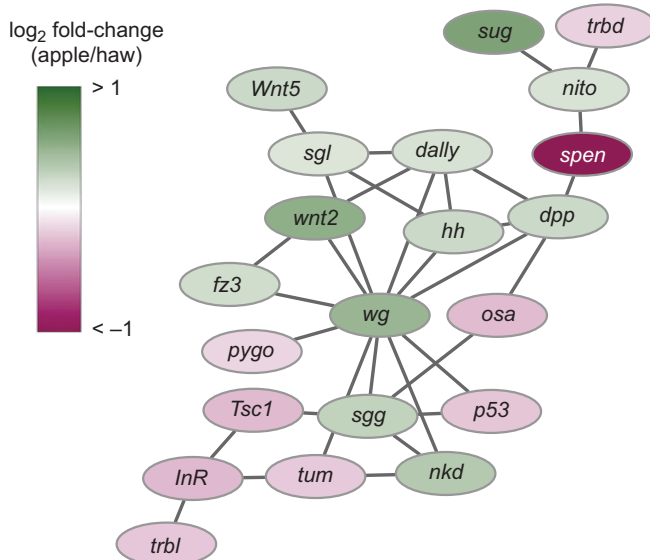 log₂ fold-change
(apple/haw)
> 1
< –1
sug
trbd
Wnt5
nito
sgl
dally
spen
wnt2
hh
dpp
fz3
wg
osa
pygo
Tsc1
sgg
p53
InR
tum
nkd
trbl